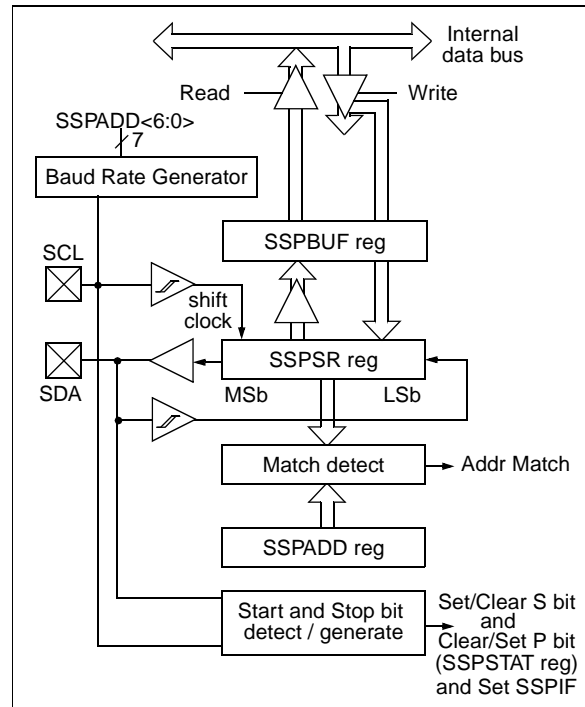 Internal
data bus
Read
Write
SSPADD<6:0>
7
Baud Rate Generator
SSPBUF reg
SCL
shift
clock
SSPSR reg
SDA
MSb
LSb
Match detect
Addr Match
SSPADD reg
Start and Stop bit
detect / generate
Set/Clear S bit
and
Clear/Set P bit
(SSPSTAT reg)
and Set SSPIF